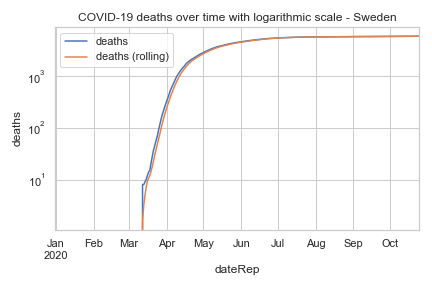 COVID-19 deaths over time with logarithmic scale - Sweden
deaths
deaths (rolling)
10³
10²
10¹
deaths
Jan Feb Mar Apr May Jun Jul Aug Sep Oct
2020
dateRep